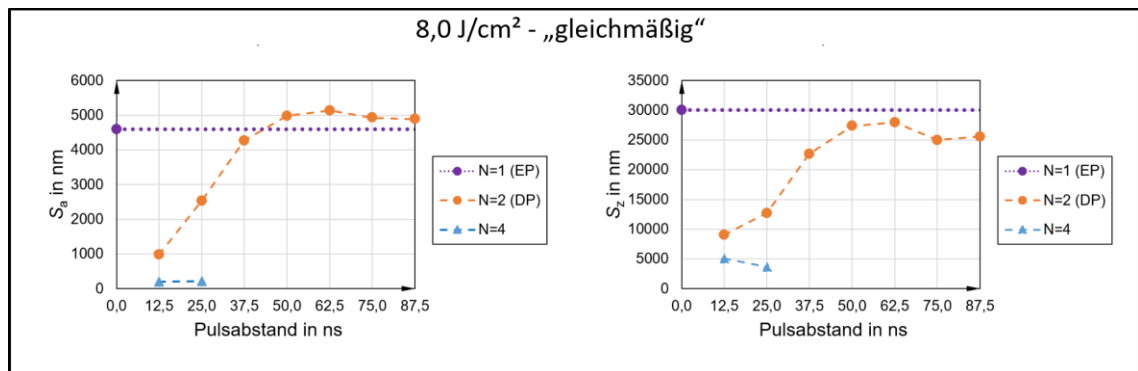 8,0 J/cm² - „gleichmäßig“
6000
5000
4000
3000
2000
1000
0
Sa in nm
0,0 12,5 25,0 37,5 50,0 62,5 75,0 87,5
Pulsabstand in ns
N=1 (EP)
N=2 (DP)
N=4
35000
30000
25000
20000
15000
10000
5000
0
Sz in nm
0,0 12,5 25,0 37,5 50,0 62,5 75,0 87,5
Pulsabstand in ns
N=1 (EP)
N=2 (DP)
N=4